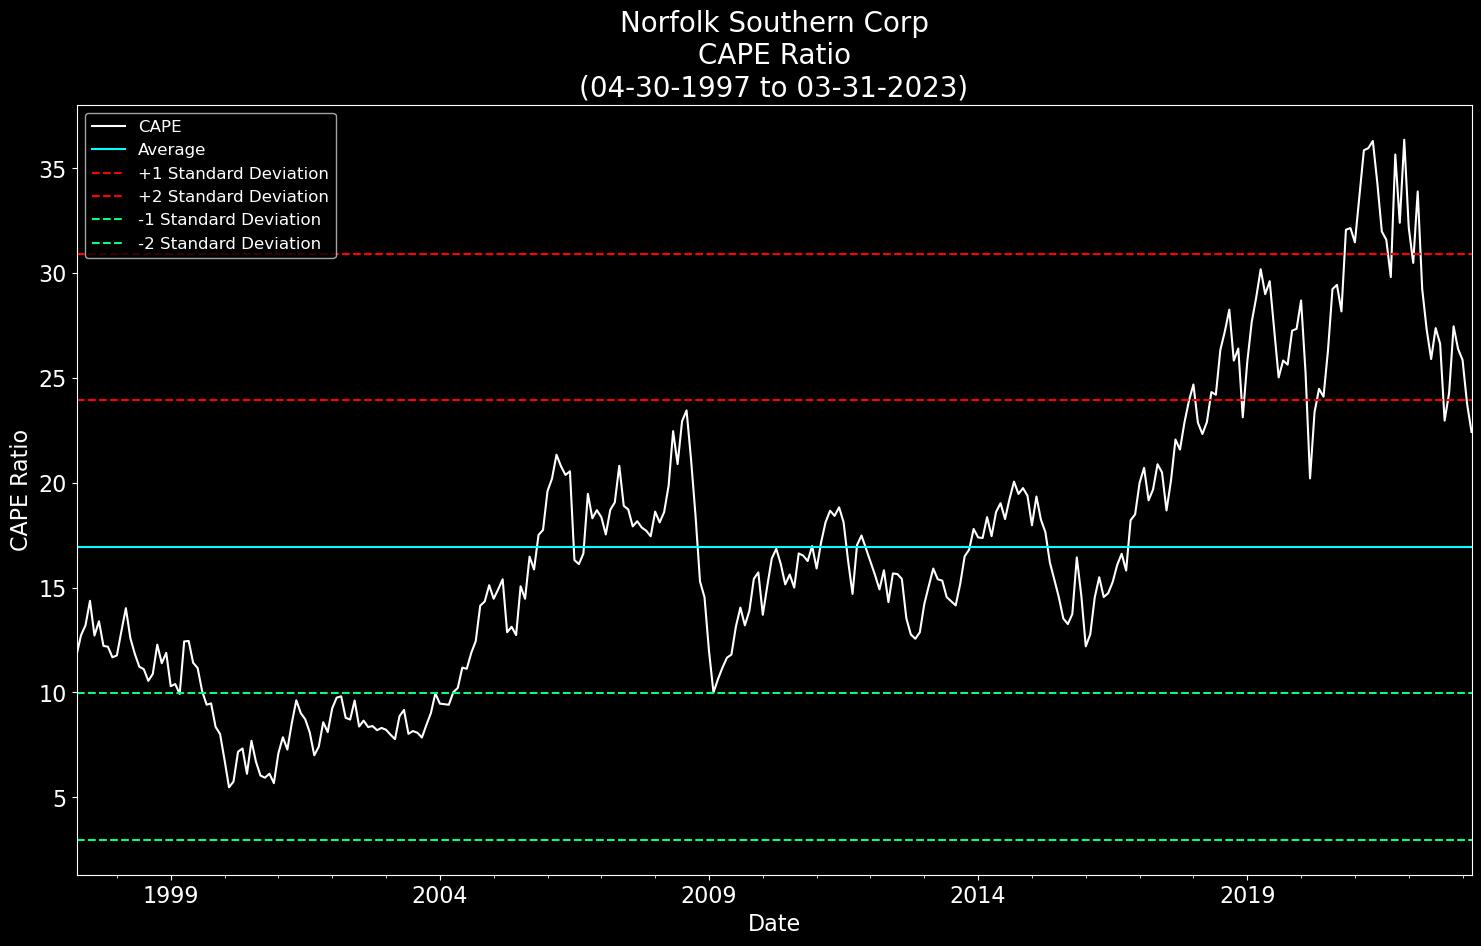 Norfolk Southern Corp
CAPE Ratio
(04-30-1997 to 03-31-2023)
CAPE
Average
+1 Standard Deviation
+2 Standard Deviation
-1 Standard Deviation
-2 Standard Deviation
35
30
25
20
15
10
5
CAPE Ratio
1999
2004
2009
2014
2019
Date